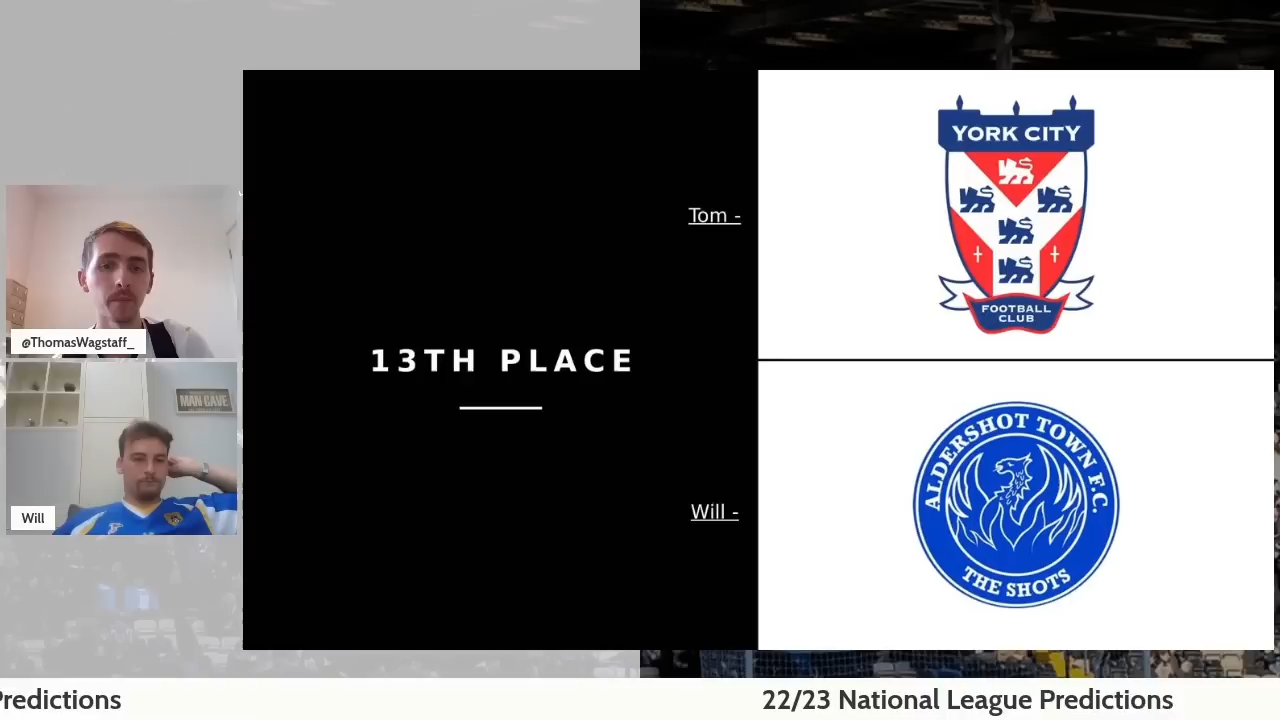 YORK CITY
Tom -
FOOTBALL
CLUB
@ThomasWagstaff_
13TH PLACE
MAN CAVE
ALDERSHOT TOWN F.C.
THE SHOTS
Will -
Will
Predictions
22/23 National League Predictions